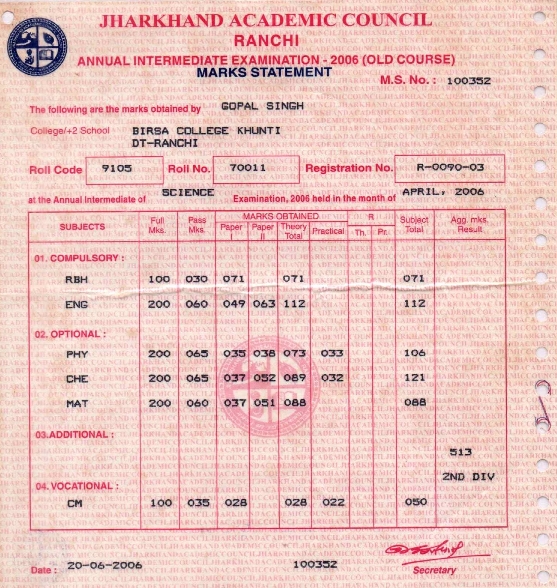 JHARKHAND ACADEMIC COUNCIL
RANCHI
ANNUAL INTERMEDIATE EXAMINATION - 2006 (OLD COURSE)
MARKS STATEMENT
M.S. No. : 100352
The following are the marks obtained by GOPAL SINGH
College/+2 School BIRSA COLLEGE KHUNTI
DT-RANCHI
Roll Code 9105 Roll No. 70011 Registration No. R-0090-03
at the Annual Intermediate of SCIENCE Examination, 2006 held in the month of APRIL, 2006
SUBJECTS Full Mks. Pass Mks. MARKS OBTAINED Paper I Paper II Theory Total Practical R Th. Pr. Subject Total Agg. mks. Result
01. COMPULSORY :
RBH 100 030 071 071 071
ENG 200 060 049 063 112 112
02. OPTIONAL :
PHY 200 065 035 038 073 033 106
CHE 200 065 037 052 089 032 121
MAT 200 060 037 051 088 088
03.ADDITIONAL :
513
2ND DIV
04. VOCATIONAL :
CM 100 035 028 028 022 050
Date : 20-06-2006 100352 Secretary